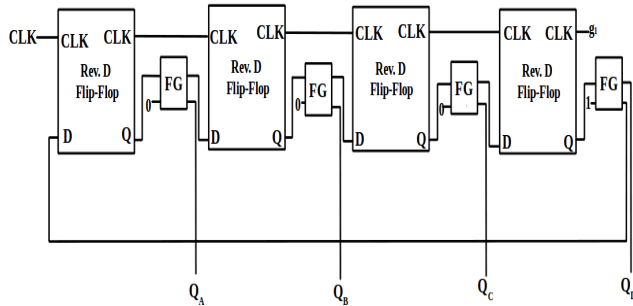 CLK CLK CLK CLK CLK CLK CLK CLK CLK g1
Rev. D Flip-Flop
FG
Rev. D Flip-Flop
FG
Rev. D Flip-Flop
FG
Rev. D Flip-Flop
FG
0 0 0 1
D Q D Q D Q D Q
QA QB QC